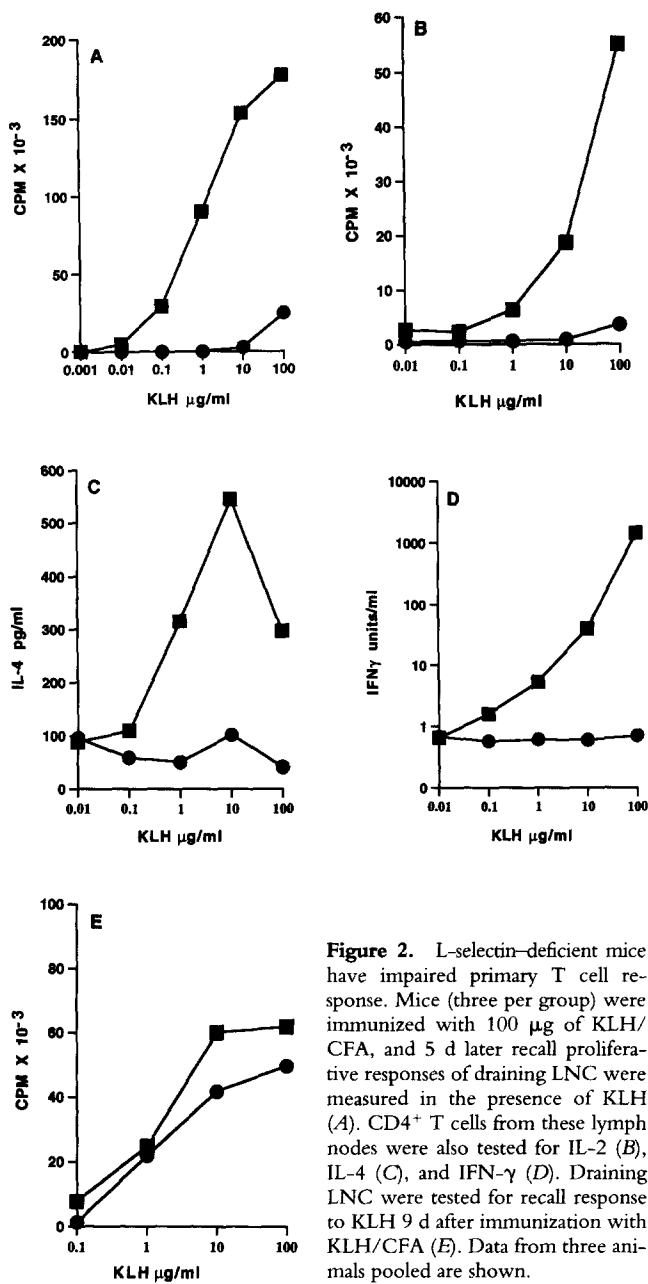 A
200
150
100
50
0
CPM X 10⁻³
0.001 0.01 0.1 1 10 100
KLH µg/ml
B
60
50
40
30
20
10
0
CPM X 10⁻³
0.01 0.1 1 10 100
KLH µg/ml
C
600
500
400
300
200
100
0
IL-4 pg/ml
0.01 0.1 1 10 100
KLH µg/ml
D
10000
1000
100
10
1
0
IFNγ units/ml
0.01 0.1 1 10 100
KLH µg/ml
E
100
80
60
40
20
0
CPM X 10⁻³
0.1 1 10 100
KLH µg/ml
Figure 2. L-selectin–deficient mice
have impaired primary T cell re-
sponse. Mice (three per group) were
immunized with 100 µg of KLH/
CFA, and 5 d later recall prolifera-
tive responses of draining LNC were
measured in the presence of KLH
(A). CD4⁺ T cells from these lymph
nodes were also tested for IL-2 (B),
IL-4 (C), and IFN-γ (D). Draining
LNC were tested for recall response
to KLH 9 d after immunization with
KLH/CFA (E). Data from three ani-
mals pooled are shown.